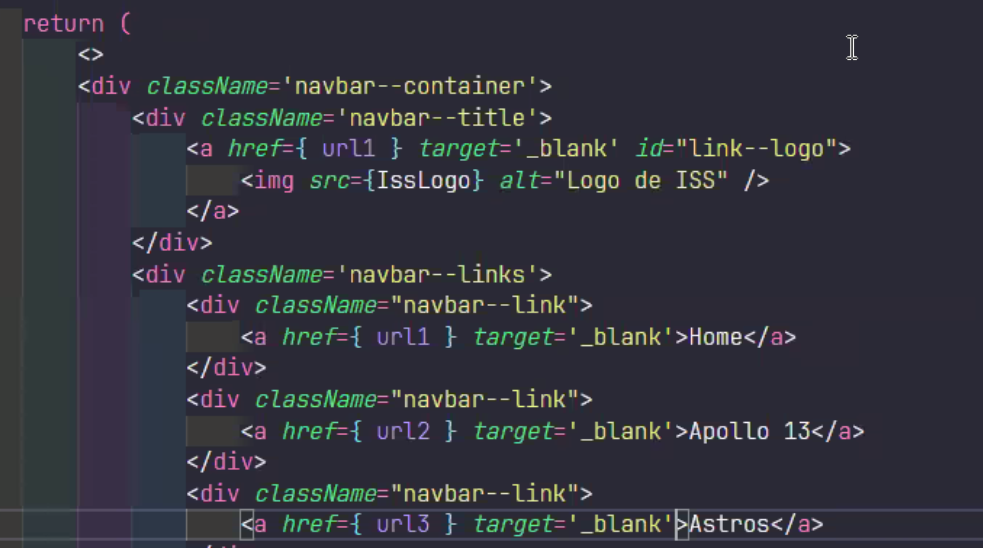 return (
<>
<div className='navbar--container'>
<div className='navbar--title'>
<a href={ url1 } target='_blank' id="link--logo">
<img src={IssLogo} alt="Logo de ISS" />
</a>
</div>
<div className='navbar--links'>
<div className="navbar--link">
<a href={ url1 } target='_blank'>Home</a>
</div>
<div className="navbar--link">
<a href={ url2 } target='_blank'>Apollo 13</a>
</div>
<div className="navbar--link">
<a href={ url3 } target='_blank'>Astros</a>